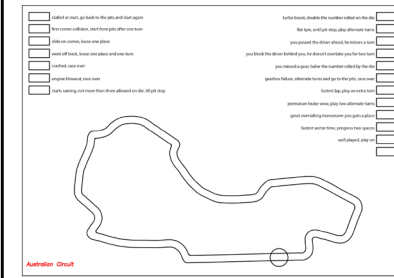 stalled at start, go back to the pits and start again
first corner collision, start from pits after one turn
slide on corner, loose one place
went off track, loose one place and one turn
crashed, race over
engine blowout, race over
starts raining, not more than three allowed on die, till pit stop
turbo boost, double the number rolled on the die
flat tyre, until pit stop, play alternate turns
you passed the driver ahead, he misses a turn
you block the driver behind you, he doesn't overtake you for two turns
you missed a gear, halve the number rolled by the die
gearbox failure, alternate turns and go to the pits, race over
fastest lap, play an extra turn
premature brake wear, play two alternate turns
great overtaking manoeuvre you gain a place
fastest sector time, progress two spaces
well played, play on
Australian Circuit